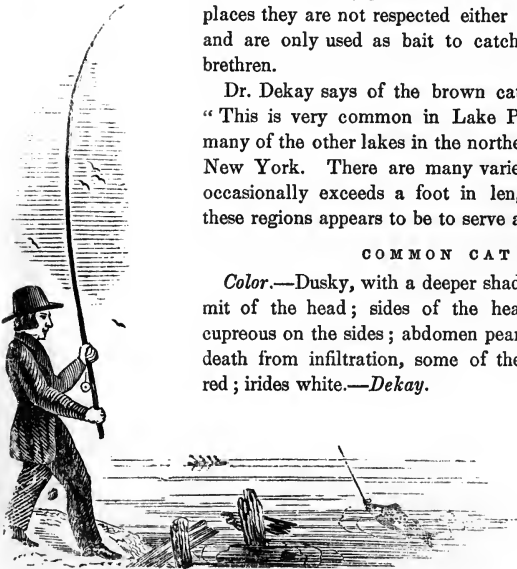 places they are not respected either
and are only used as bait to catch
brethren.
Dr. Dekay says of the brown ca
“ This is very common in Lake P
many of the other lakes in the northe
New York. There are many varie
occasionally exceeds a foot in len
these regions appears to be to serve a
COMMON CAT
Color.—Dusky, with a deeper shad
mit of the head; sides of the hea
cupreous on the sides; abdomen pear
death from infiltration, some of the
red; irides white.—Dekay.